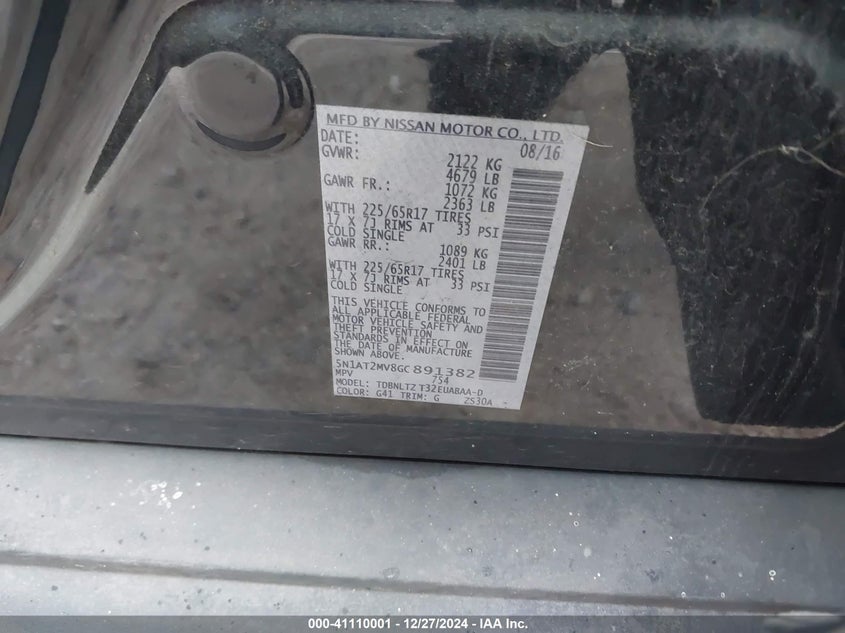 MFD BY NISSAN MOTOR CO., LTD.
DATE: 08/16
GVWR: 2122 KG
4679 LB
GAWR FR.: 1072 KG
2363 LB
WITH 225/65R17 TIRES
17 X 7J RIMS AT 33 PSI
COLD SINGLE
GAWR RR.: 1089 KG
2401 LB
WITH 225/65R17 TIRES
17 X 7J RIMS AT 33 PSI
COLD SINGLE
THIS VEHICLE CONFORMS TO
ALL APPLICABLE FEDERAL
MOTOR VEHICLE SAFETY AND
THEFT PREVENTION
STANDARDS IN EFFECT ON
THE DATE OF MANUFACTURE
SHOWN ABOVE.
5N1AT2MV8GC891382
MPV 754
MODEL: TDBNLTZ T32EUABAA-D
COLOR: G41 TRIM: G ZS30A
000-41110001 - 12/27/2024 - IAA Inc.